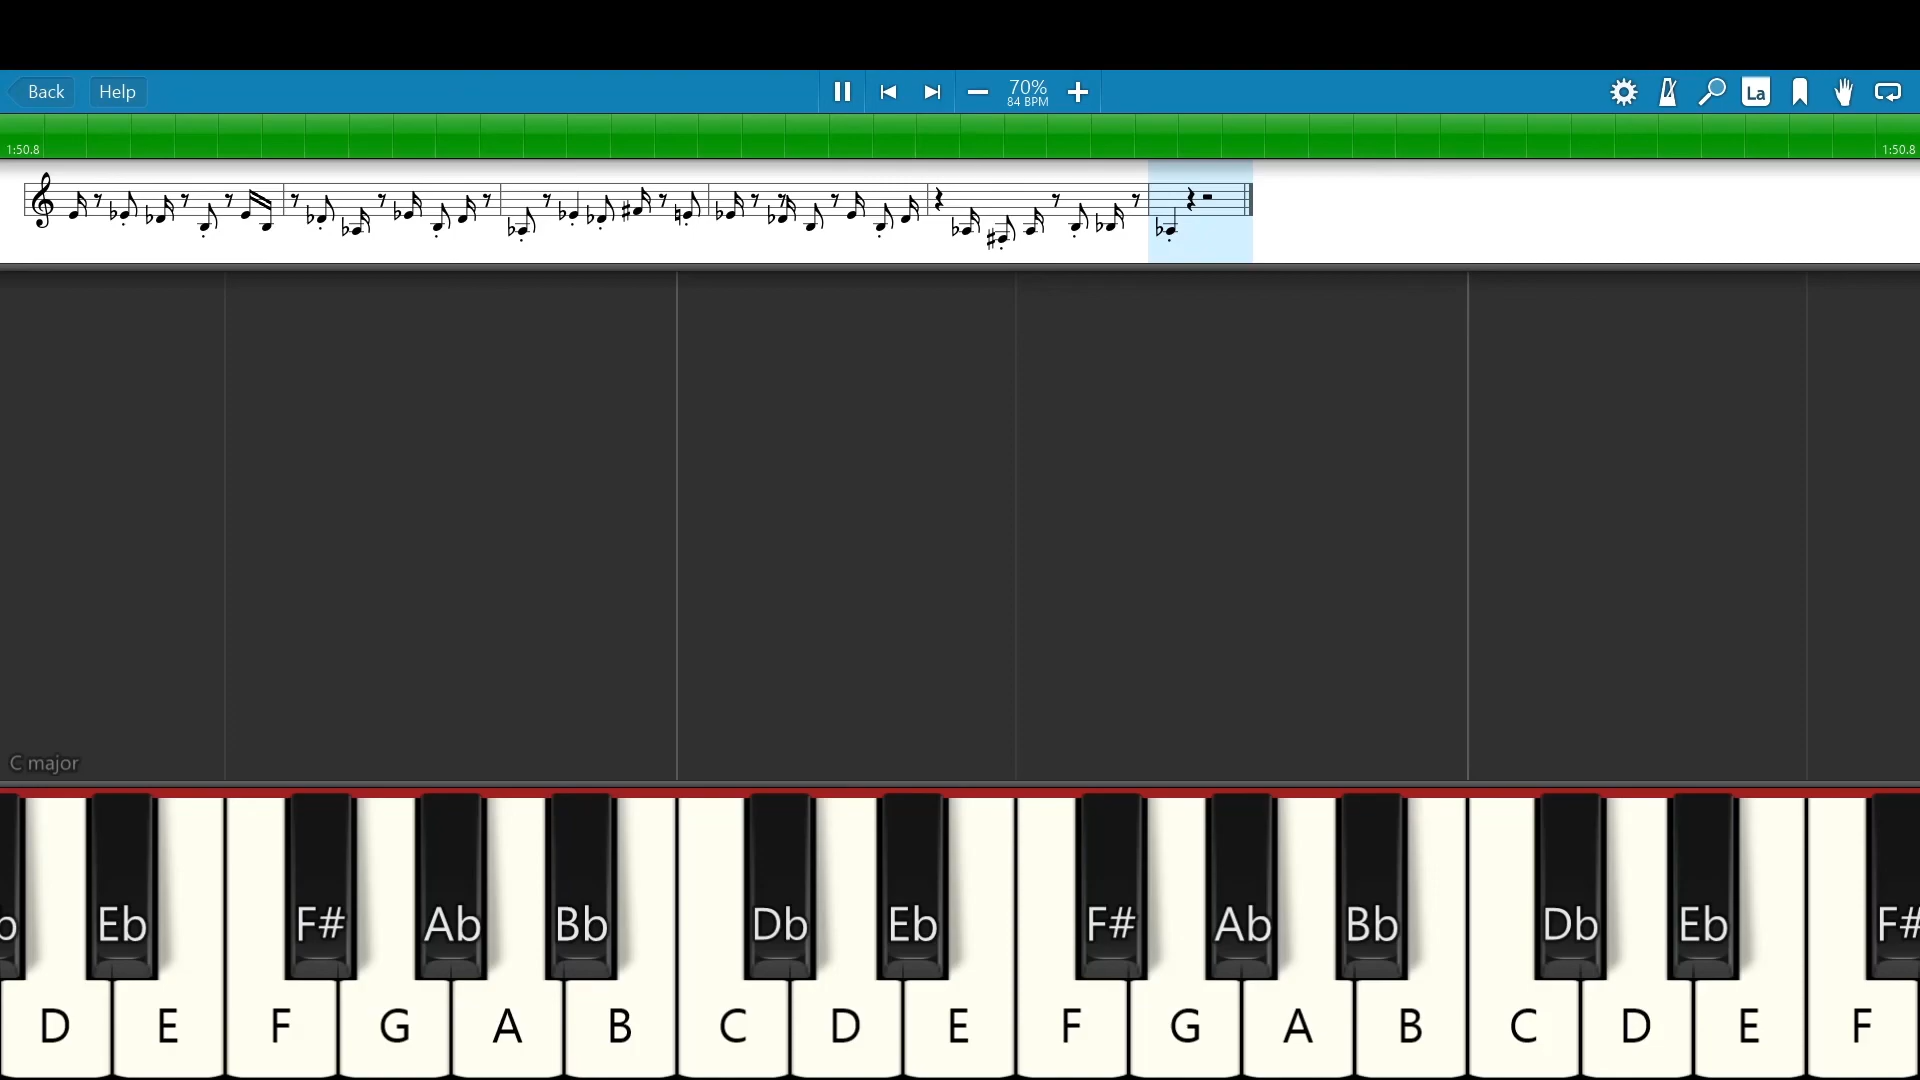 Back Help 70% La
84 BPM
1:50.8 1:50.8
C major
b Eb F# Ab Bb Db Eb F# Ab Bb Db Eb F#
D E F G A B C D E F G A B C D E F